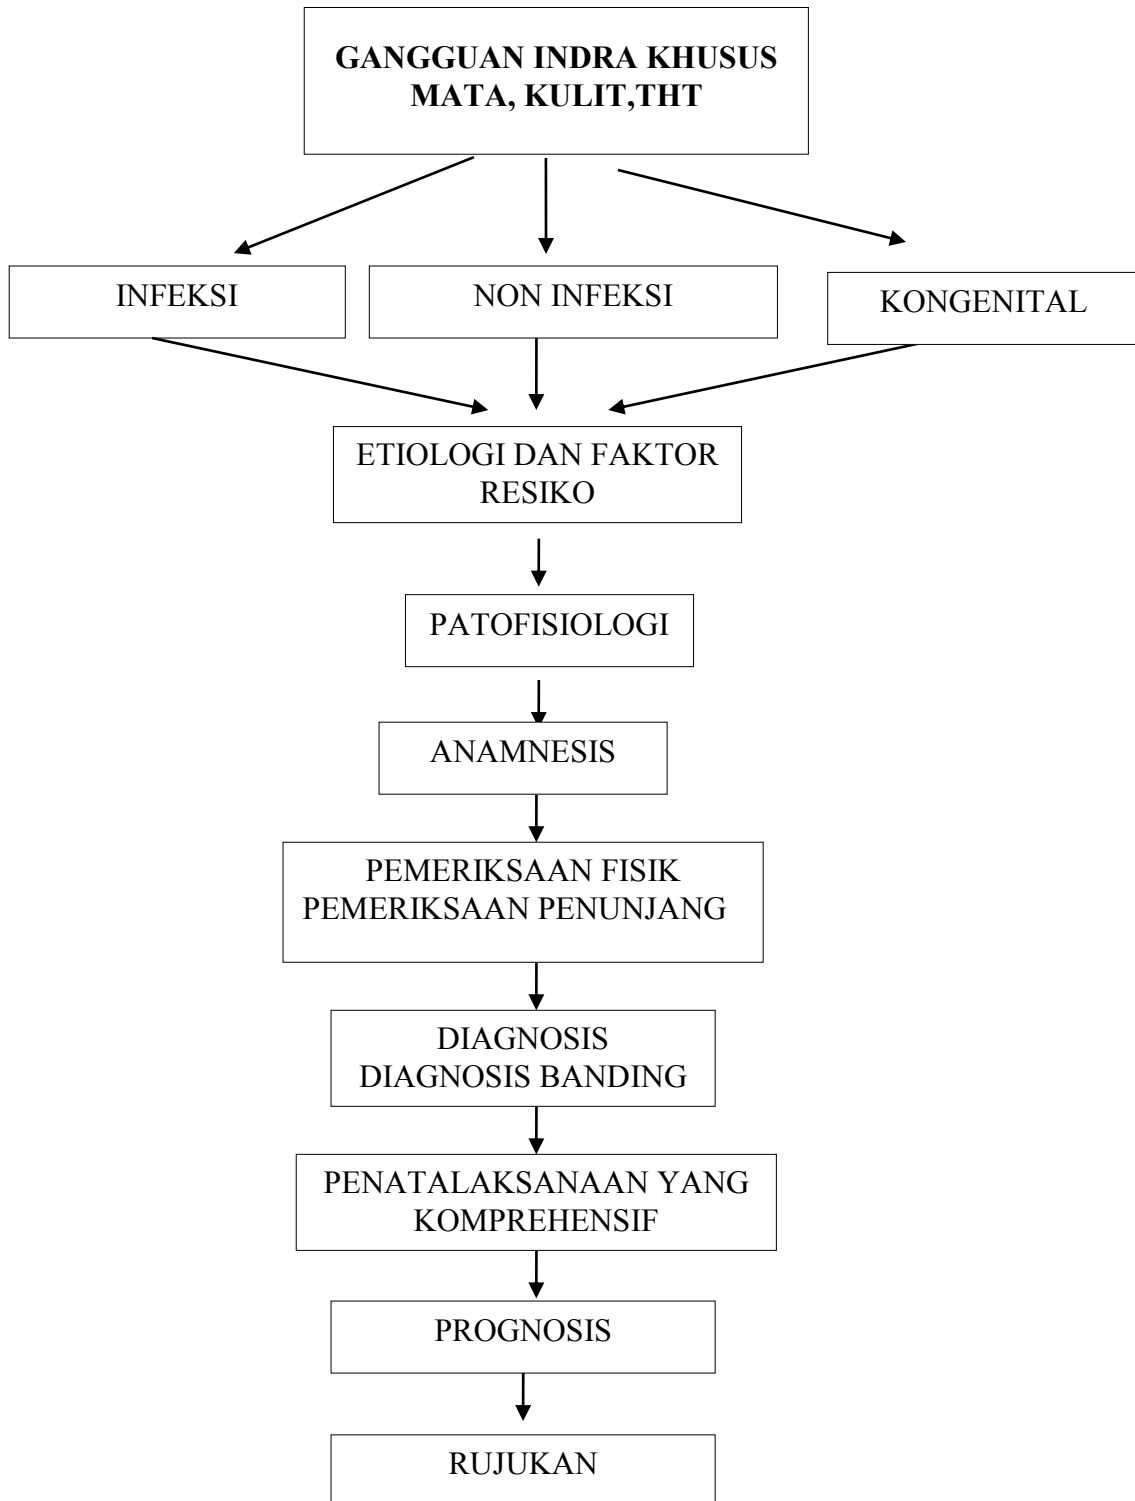 GANGGUAN INDRA KHUSUS
MATA, KULIT,THT
INFEKSI
NON INFEKSI
KONGENITAL
ETIOLOGI DAN FAKTOR
RESIKO
PATOFISIOLOGI
ANAMNESIS
PEMERIKSAAN FISIK
PEMERIKSAAN PENUNJANG
DIAGNOSIS
DIAGNOSIS BANDING
PENATALAKSANAAN YANG
KOMPREHENSIF
PROGNOSIS
RUJUKAN